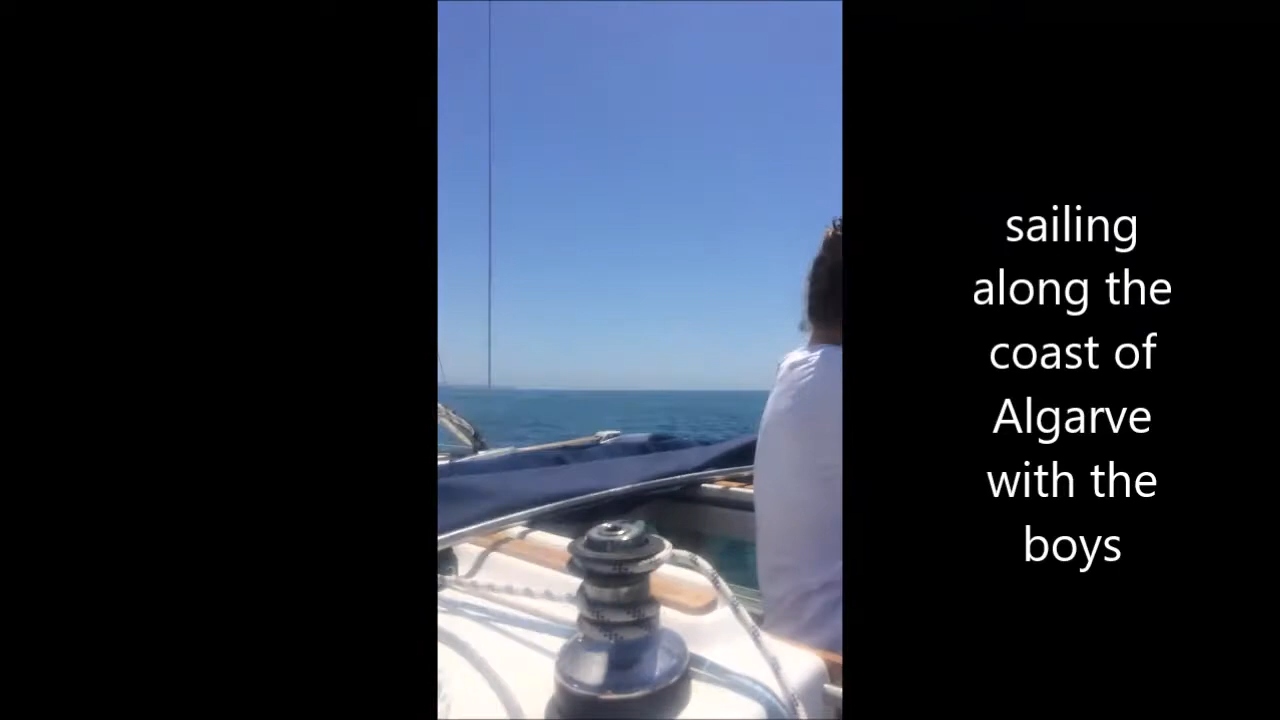 sailing
along the
coast of
Algarve
with the
boys